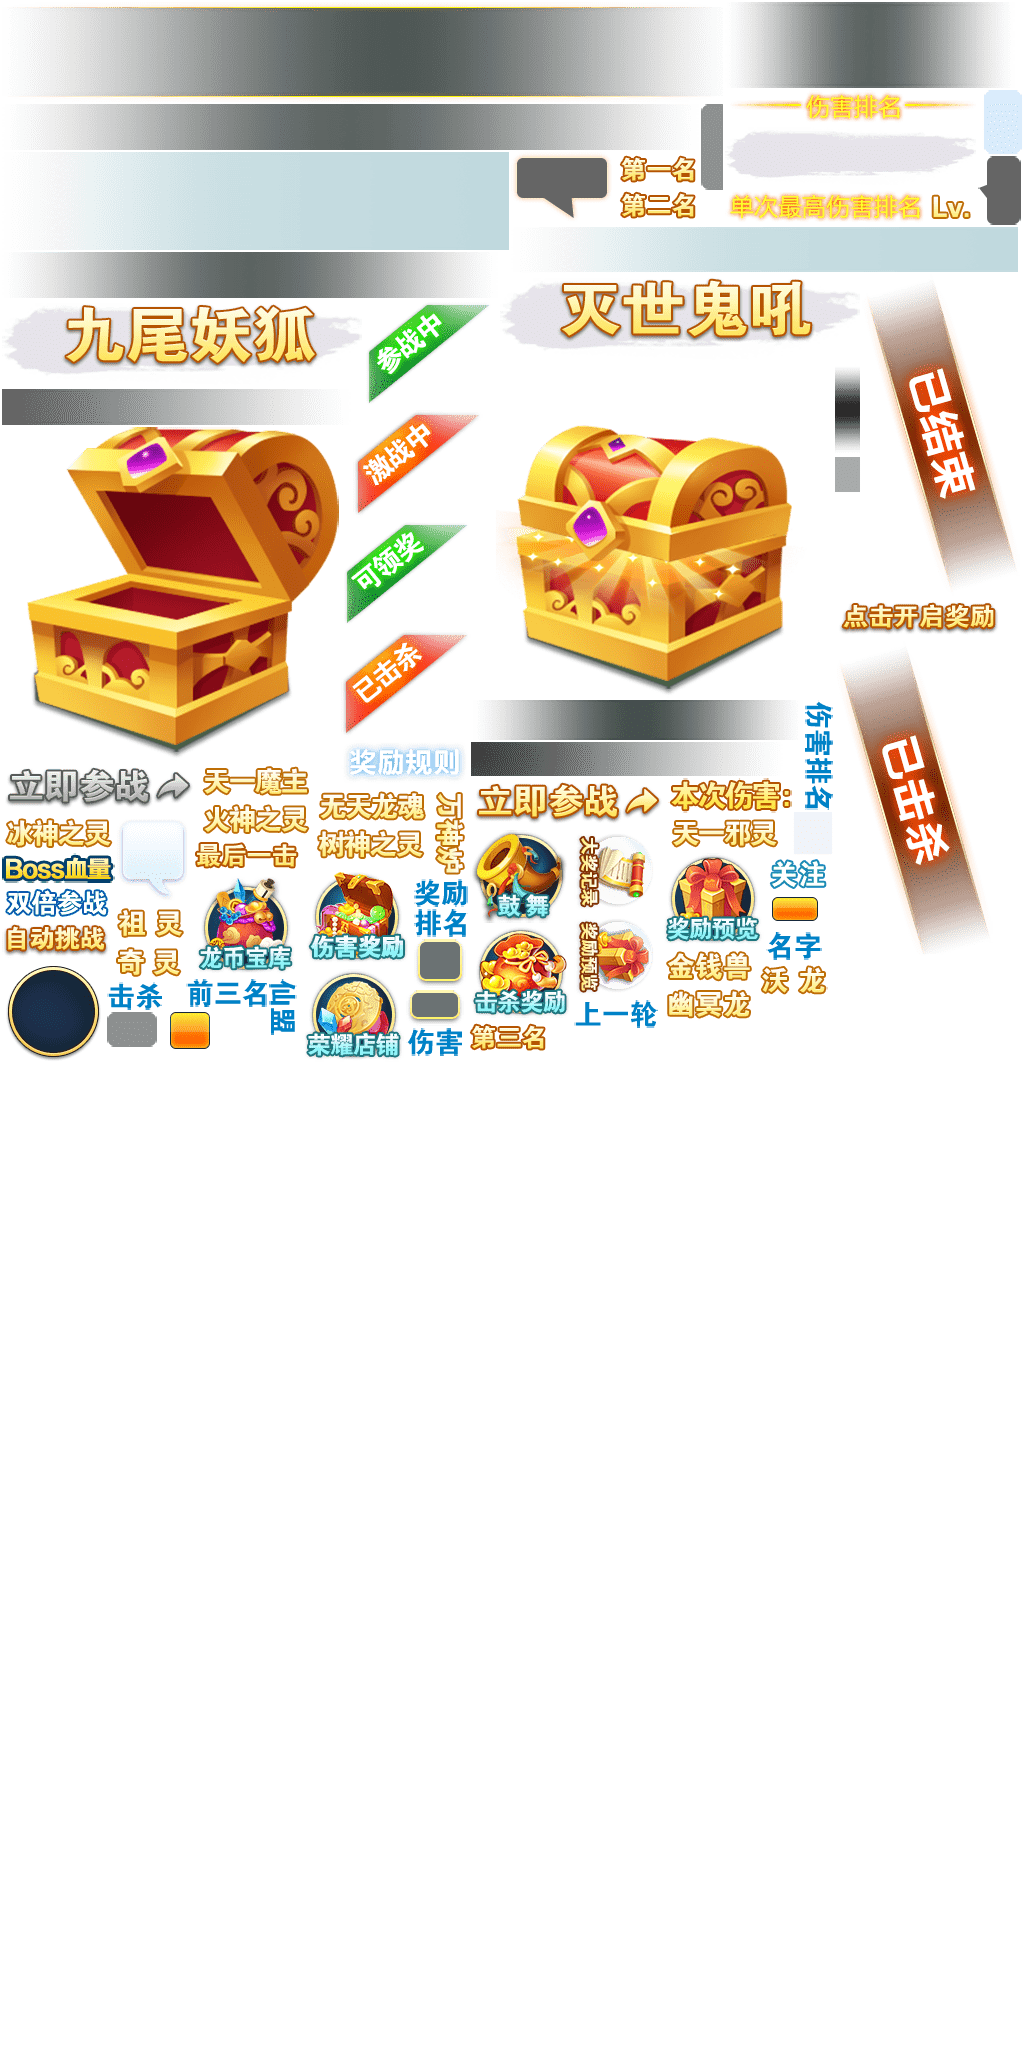 伤害排名
第一名
第二名
单次最高伤害排名 Lv.
九尾妖狐
灭世鬼吼
参战中
激战中
可领奖
已击杀
已结束
点击开启奖励
已击杀
伤害排名
奖励规则
立即参战
天一魔主
火神之灵
无天龙魂
树神之灵
立即参战
本次伤害:
天一邪灵
冰神之灵
最后一击
Boss血量
双倍参战
自动挑战
祖 灵
奇 灵
龙币宝库
伤害奖励
奖励
排名
鼓舞
大奖记录
奖励预览
奖励预览
关注
名字
金钱兽
沃 龙
幽冥龙
击杀
前三名
仙盟
荣耀店铺
伤害
击杀奖励
第三名
上一轮